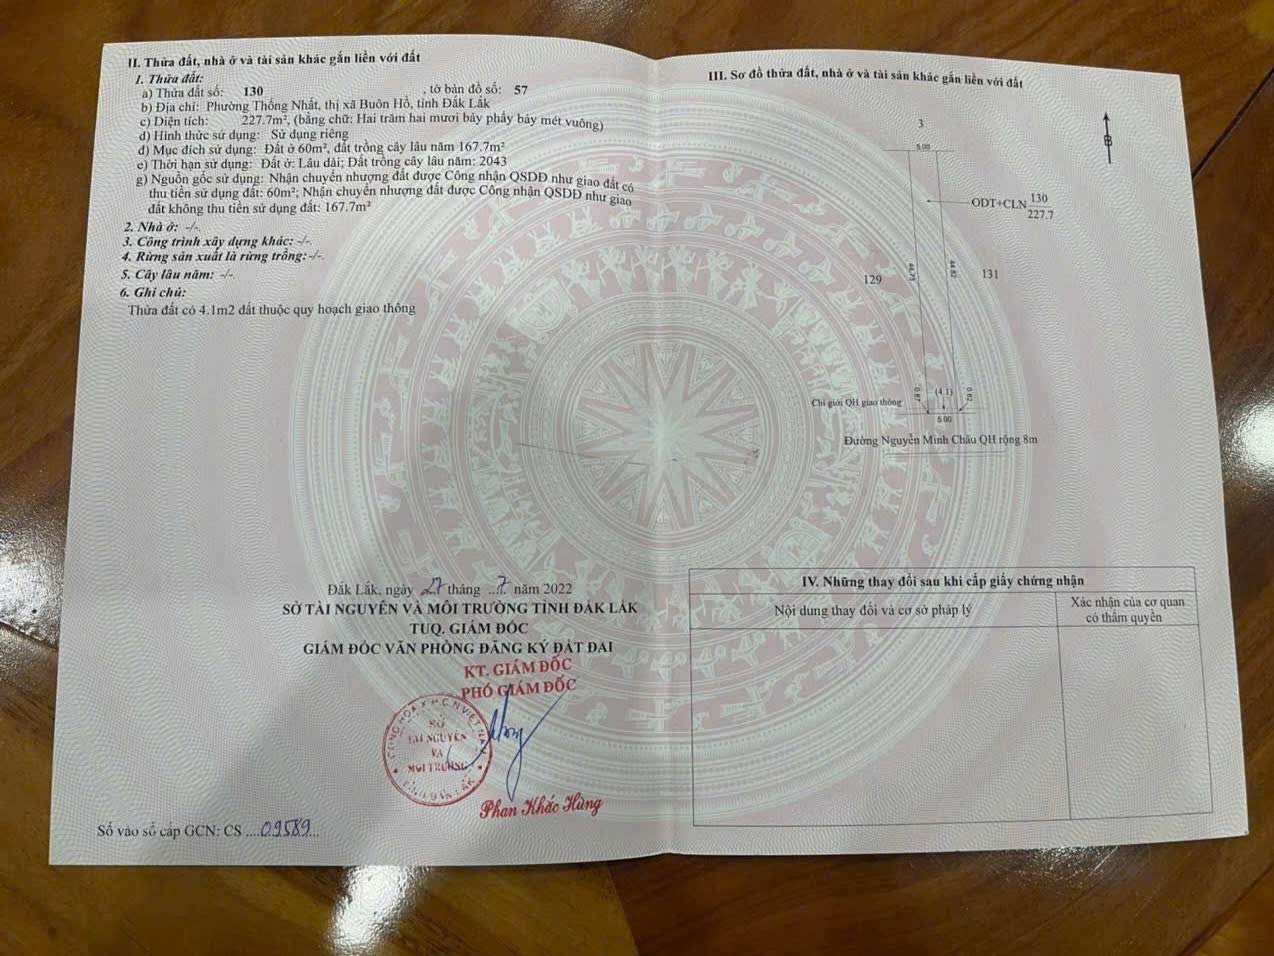 II. Thửa đất, nhà ở và tài sản khác gắn liền với đất
1. Thửa đất:
a) Thửa đất số: 130 , tờ bản đồ số: 57
b) Địa chỉ: Phường Thống Nhất, thị xã Buôn Hồ, tỉnh Đắk Lắk
c) Diện tích: 227.7m², (bằng chữ: Hai trăm hai mươi bảy phẩy bảy mét vuông)
d) Hình thức sử dụng: Sử dụng riêng
đ) Mục đích sử dụng: Đất ở 60m², đất trồng cây lâu năm 167.7m²
e) Thời hạn sử dụng: Đất ở: Lâu dài; Đất trồng cây lâu năm: 2043
g) Nguồn gốc sử dụng: Nhận chuyển nhượng đất được Công nhận QSDĐ như giao đất có
thu tiền sử dụng đất: 60m²; Nhận chuyển nhượng đất được Công nhận QSDĐ như giao
đất không thu tiền sử dụng đất: 167.7m²
2. Nhà ở: -/-.
3. Công trình xây dựng khác: -/-.
4. Rừng sản xuất là rừng trồng: -/-.
5. Cây lâu năm: -/-.
6. Ghi chú:
Thửa đất có 4.1m2 đất thuộc quy hoạch giao thông
Đắk Lắk, ngày 27 tháng ...7 năm 2022
SỞ TÀI NGUYÊN VÀ MÔI TRƯỜNG TỈNH ĐẮK LẮK
TUQ. GIÁM ĐỐC
GIÁM ĐỐC VĂN PHÒNG ĐĂNG KÝ ĐẤT ĐAI
KT. GIÁM ĐỐC
PHÓ GIÁM ĐỐC
SỞ
TÀI NGUYÊN
VÀ
MÔI TRƯỜNG
Phan Khắc Hùng
Số vào sổ cấp GCN: CS ....09589...
III. Sơ đồ thửa đất, nhà ở và tài sản khác gắn liền với đất
B
3
5.00
ODT+CLN 130
227.7
129
44.71
44.82
131
0.87
(4.1)
0.82
Chỉ giới QH giao thông
5.00
Đường Nguyễn Minh Châu QH rộng 8m
IV. Những thay đổi sau khi cấp giấy chứng nhận
Nội dung thay đổi và cơ sở pháp lý
Xác nhận của cơ quan
có thẩm quyền